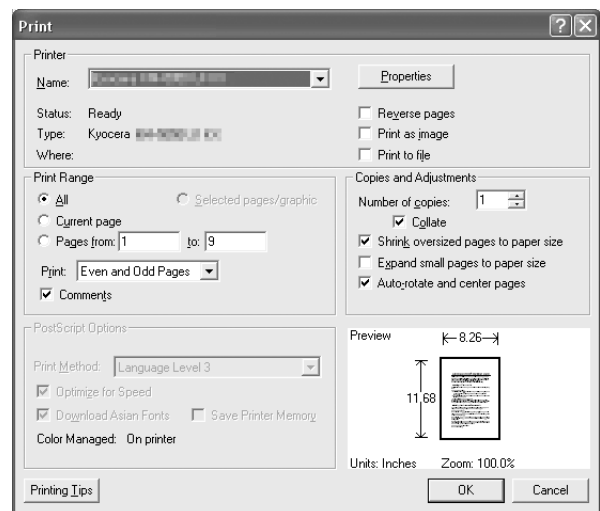 Print
Printer
Name:
Properties
Status: Ready
Type: Kyocera
Where:
Reverse pages
Print as image
Print to file
Print Range
All
Selected pages/graphic
Current page
Pages from: 1 to: 9
Print: Even and Odd Pages
Comments
Copies and Adjustments
Number of copies: 1
Collate
Shrink oversized pages to paper size
Expand small pages to paper size
Auto-rotate and center pages
PostScript Options
Print Method: Language Level 3
Optimize for Speed
Download Asian Fonts Save Printer Memory
Color Managed: On printer
Preview
8.26
11.68
Units: Inches Zoom: 100.0%
Printing Tips
OK Cancel